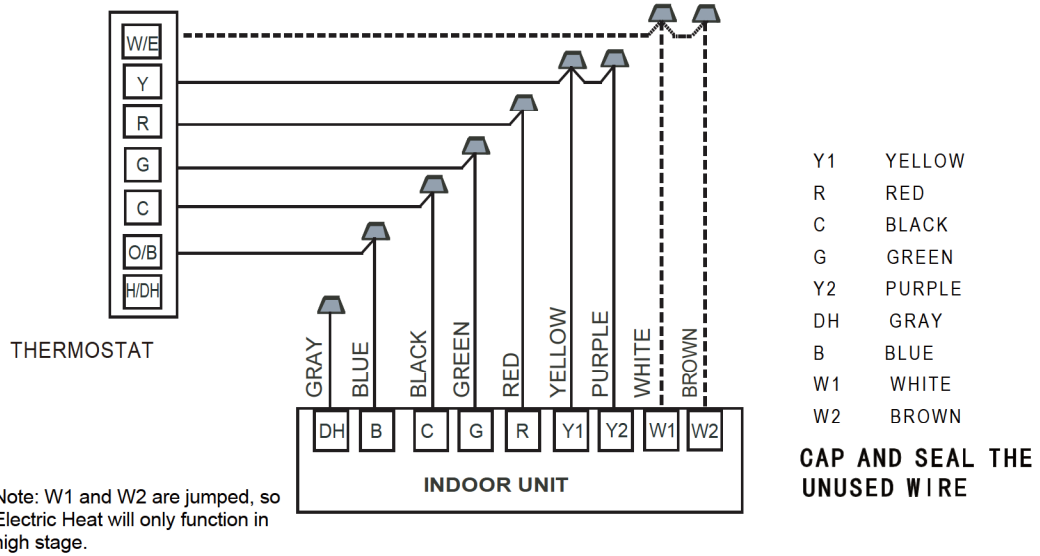 W/E
Y
R
G
C
O/B
H/DH
THERMOSTAT
GRAY
BLUE
BLACK
GREEN
RED
YELLOW
PURPLE
WHITE
BROWN
DH B C G R Y1 Y2 W1 W2
INDOOR UNIT
Note: W1 and W2 are jumped, so
Electric Heat will only function in
high stage.
Y1 YELLOW
R RED
C BLACK
G GREEN
Y2 PURPLE
DH GRAY
B BLUE
W1 WHITE
W2 BROWN
CAP AND SEAL THE
UNUSED WIRE